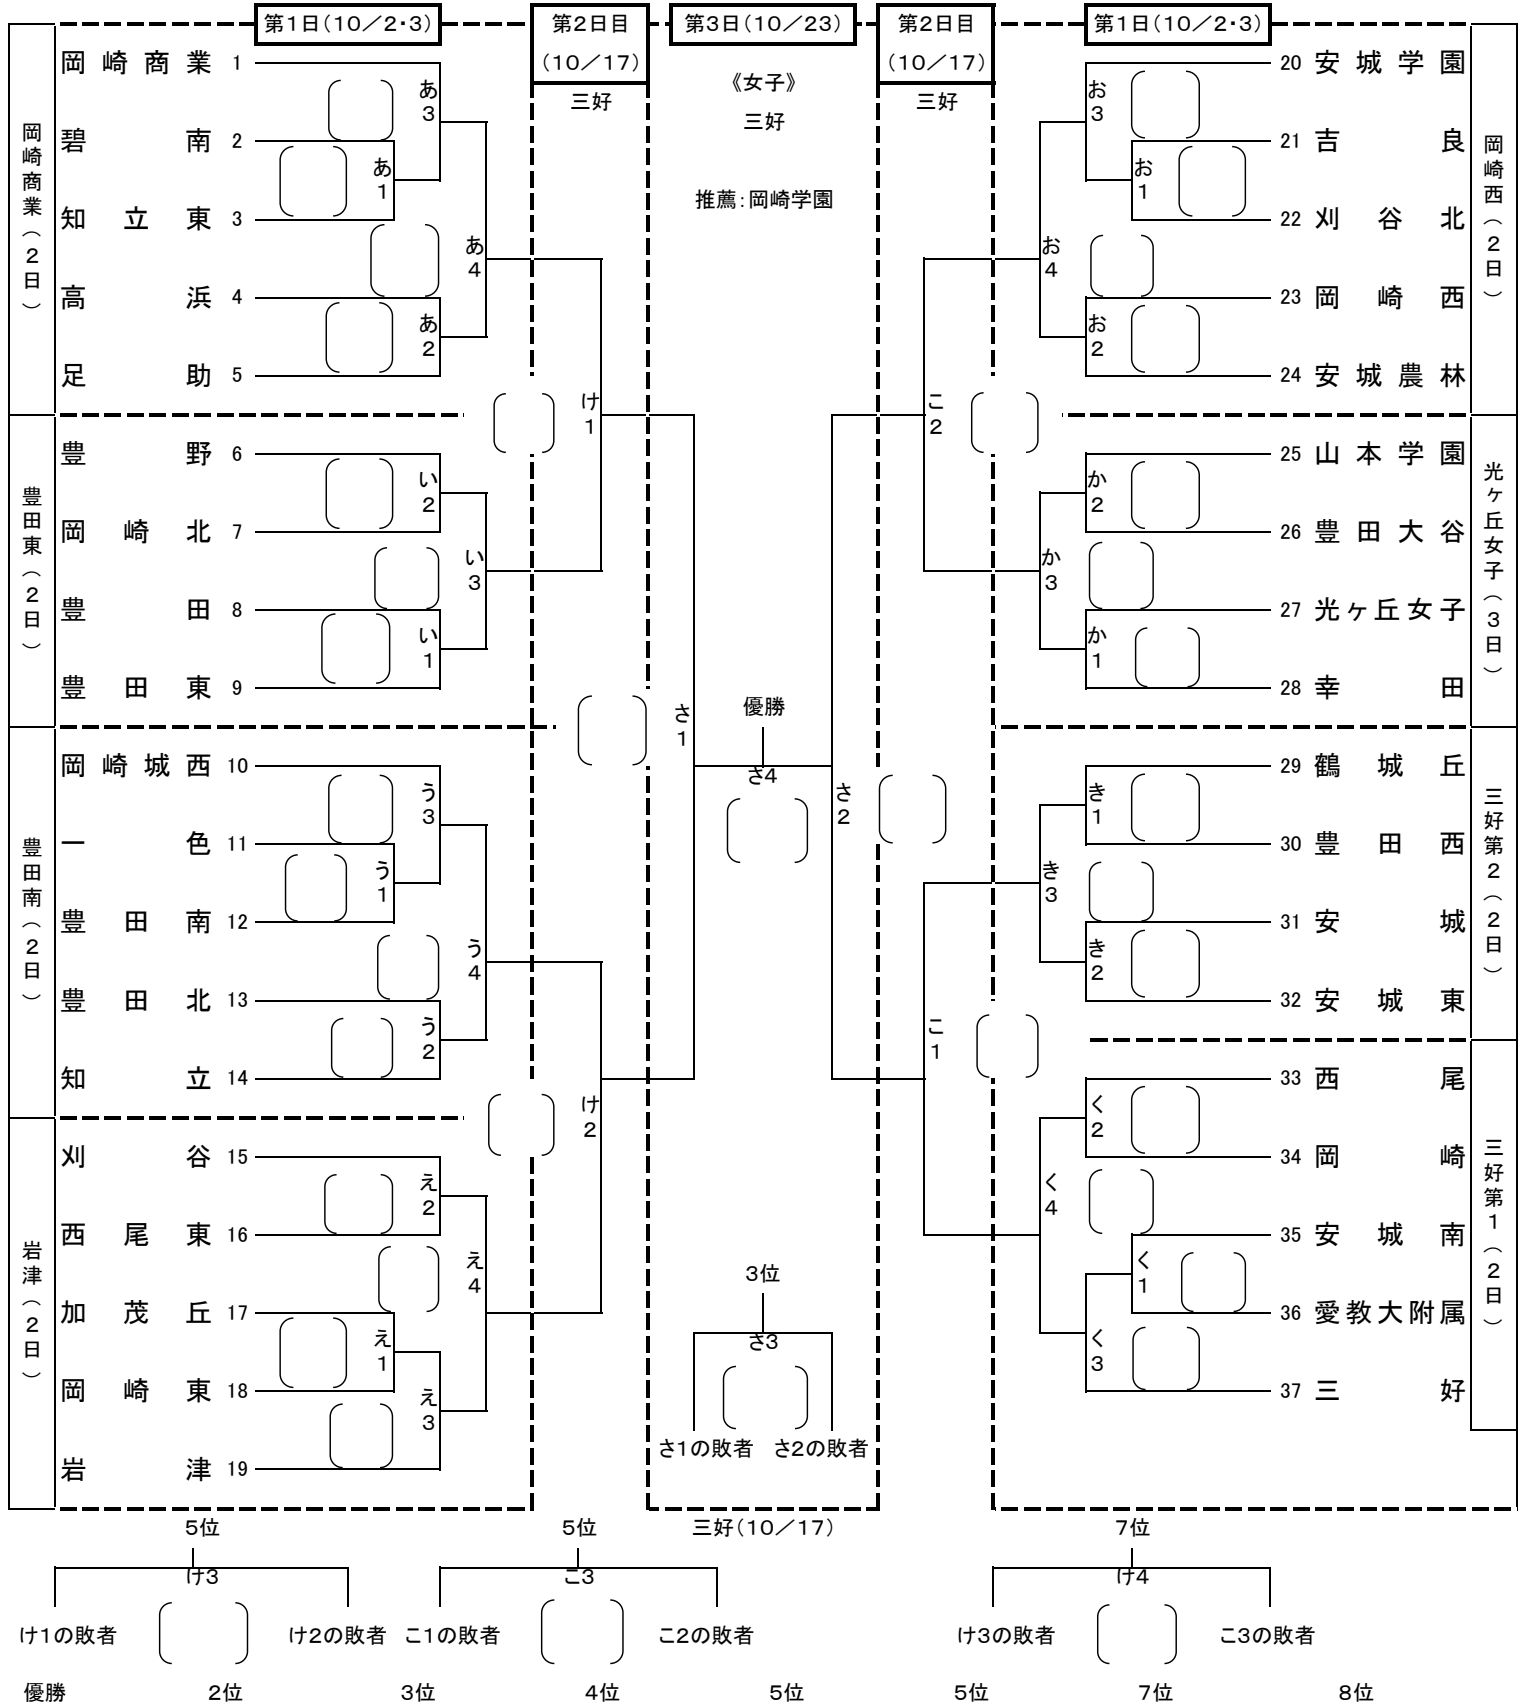 第1日(10／2・3)
第2日目
(10／17)
三好
第3日(10／23)
《女子》
三好
推薦:岡崎学園
第2日目
(10／17)
三好
第1日(10／2・3)
岡崎商業(2日)
岡崎商業 1
碧南 2
知立東 3
高浜 4
足助 5
あ3
あ1
あ4
あ2
豊田東(2日)
豊野 6
岡崎北 7
豊田 8
豊田東 9
い2
い3
い1
け1
豊田南(2日)
岡崎城西 10
一色 11
豊田南 12
豊田北 13
知立 14
う3
う1
う4
う2
岩津(2日)
刈谷 15
西尾東 16
加茂丘 17
岡崎東 18
岩津 19
え2
え4
え1
え3
け2
さ1
優勝
さ4
さ2
3位
さ3
さ1の敗者
さ2の敗者
20 安城学園
21 吉良
22 刈谷北
23 岡崎西
24 安城農林
岡崎西(2日)
お3
お1
お4
お2
こ2
25 山本学園
26 豊田大谷
27 光ヶ丘女子
28 幸田
光ヶ丘女子(3日)
か2
か3
か1
29 鶴城丘
30 豊田西
31 安城
32 安城東
三好第2(2日)
き1
き3
き2
こ1
33 西尾
34 岡崎
35 安城南
36 愛教大附属
37 三好
三好第1(2日)
く2
く4
く1
く3
三好(10／17)
5位
け3
け1の敗者
け2の敗者
5位
こ3
こ1の敗者
こ2の敗者
7位
け4
け3の敗者
こ3の敗者
優勝 2位 3位 4位 5位 5位 7位 8位